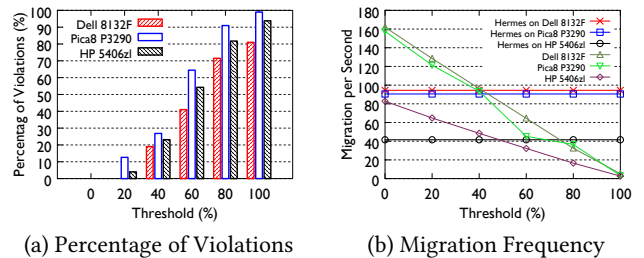 100
90
80
70
60
50
40
30
20
10
0
Percentag of Violations (%)
Dell 8132F
Pica8 P3290
HP 5406zl
0 20 40 60 80 100
Threshold (%)
(a) Percentage of Violations
180
160
140
120
100
80
60
40
20
0
Migration per Second
Hermes on Dell 8132F
Hermes on Pica8 P3290
Hermes on HP 5406zl
Dell 8132F
Pica8 P3290
HP 5406zl
0 20 40 60 80 100
Threshold (%)
(b) Migration Frequency